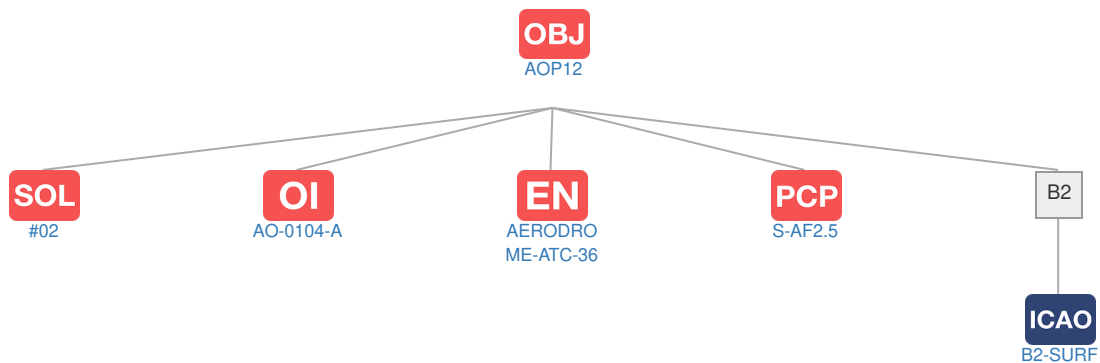 OBJ
AOP12
SOL
#02
OI
AO-0104-A
EN
AERODRO
ME-ATC-36
PCP
S-AF2.5
B2
ICAO
B2-SURF